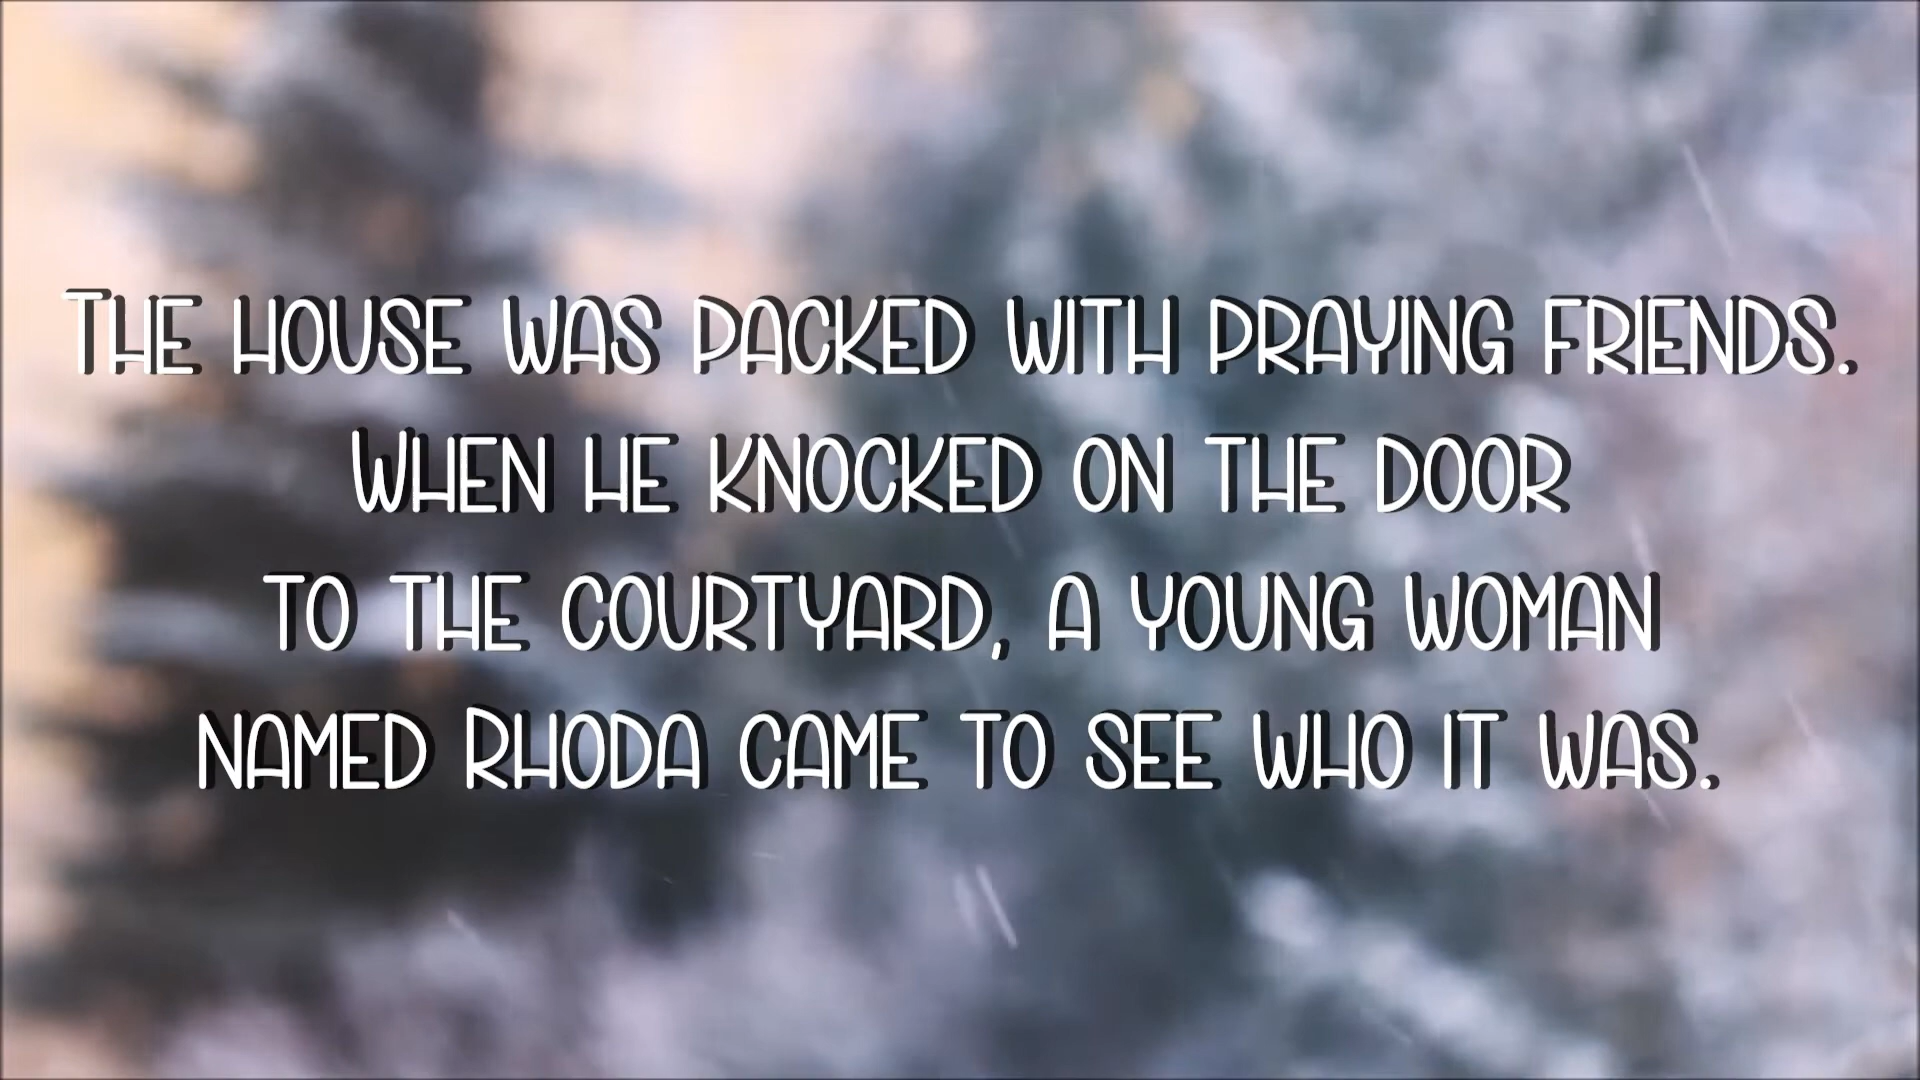 The house was packed with praying friends.
When he knocked on the door
to the courtyard, a young woman
named Rhoda came to see who it was.